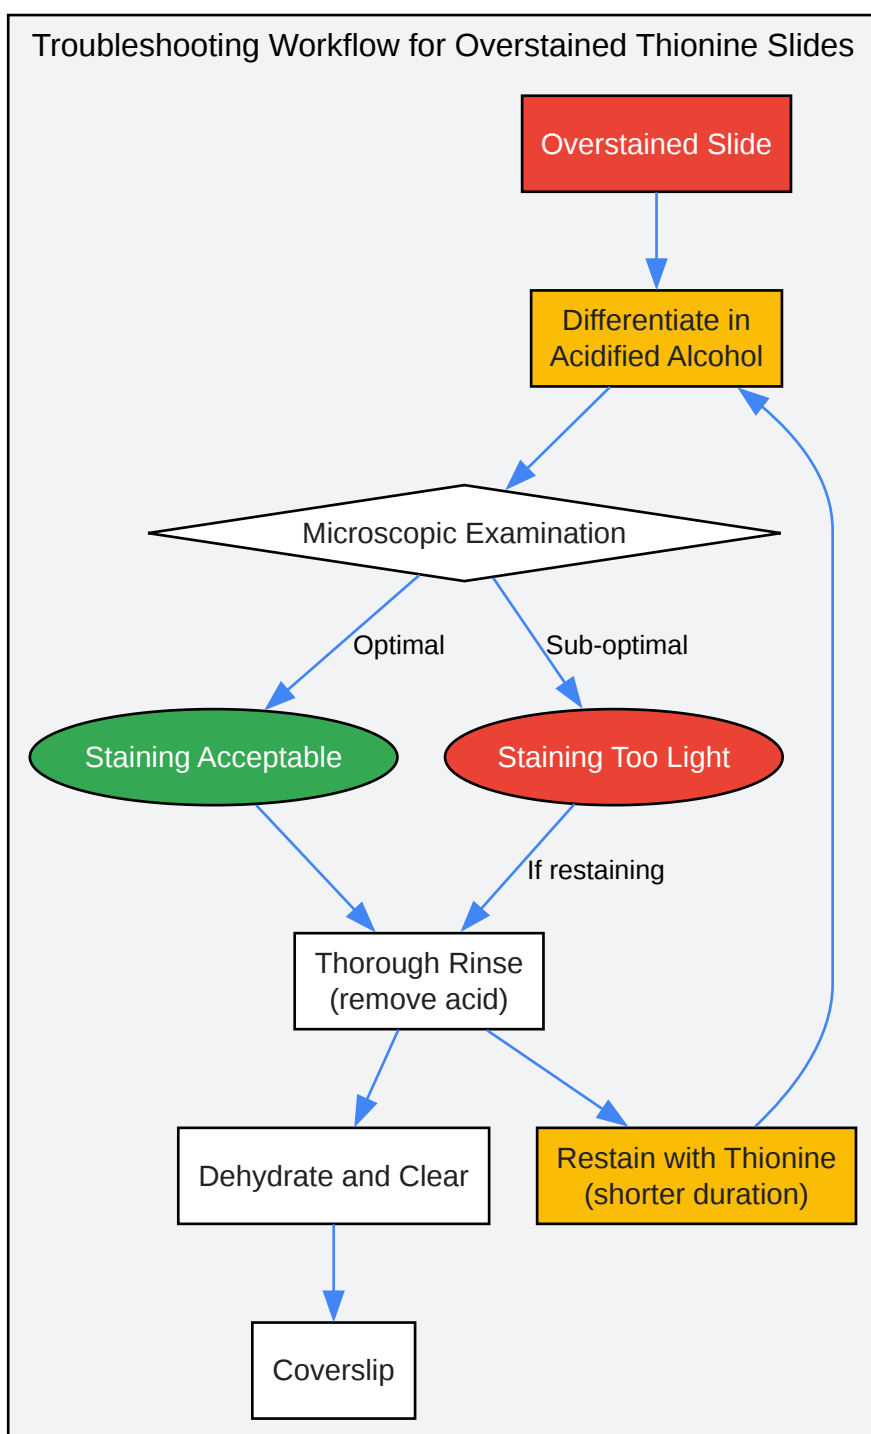 Troubleshooting Workflow for Overstained Thionine Slides
Overstained Slide
Differentiate in
Acidified Alcohol
Microscopic Examination
Optimal
Sub-optimal
Staining Acceptable
Staining Too Light
If restaining
Thorough Rinse
(remove acid)
Dehydrate and Clear
Restain with Thionine
(shorter duration)
Coverslip